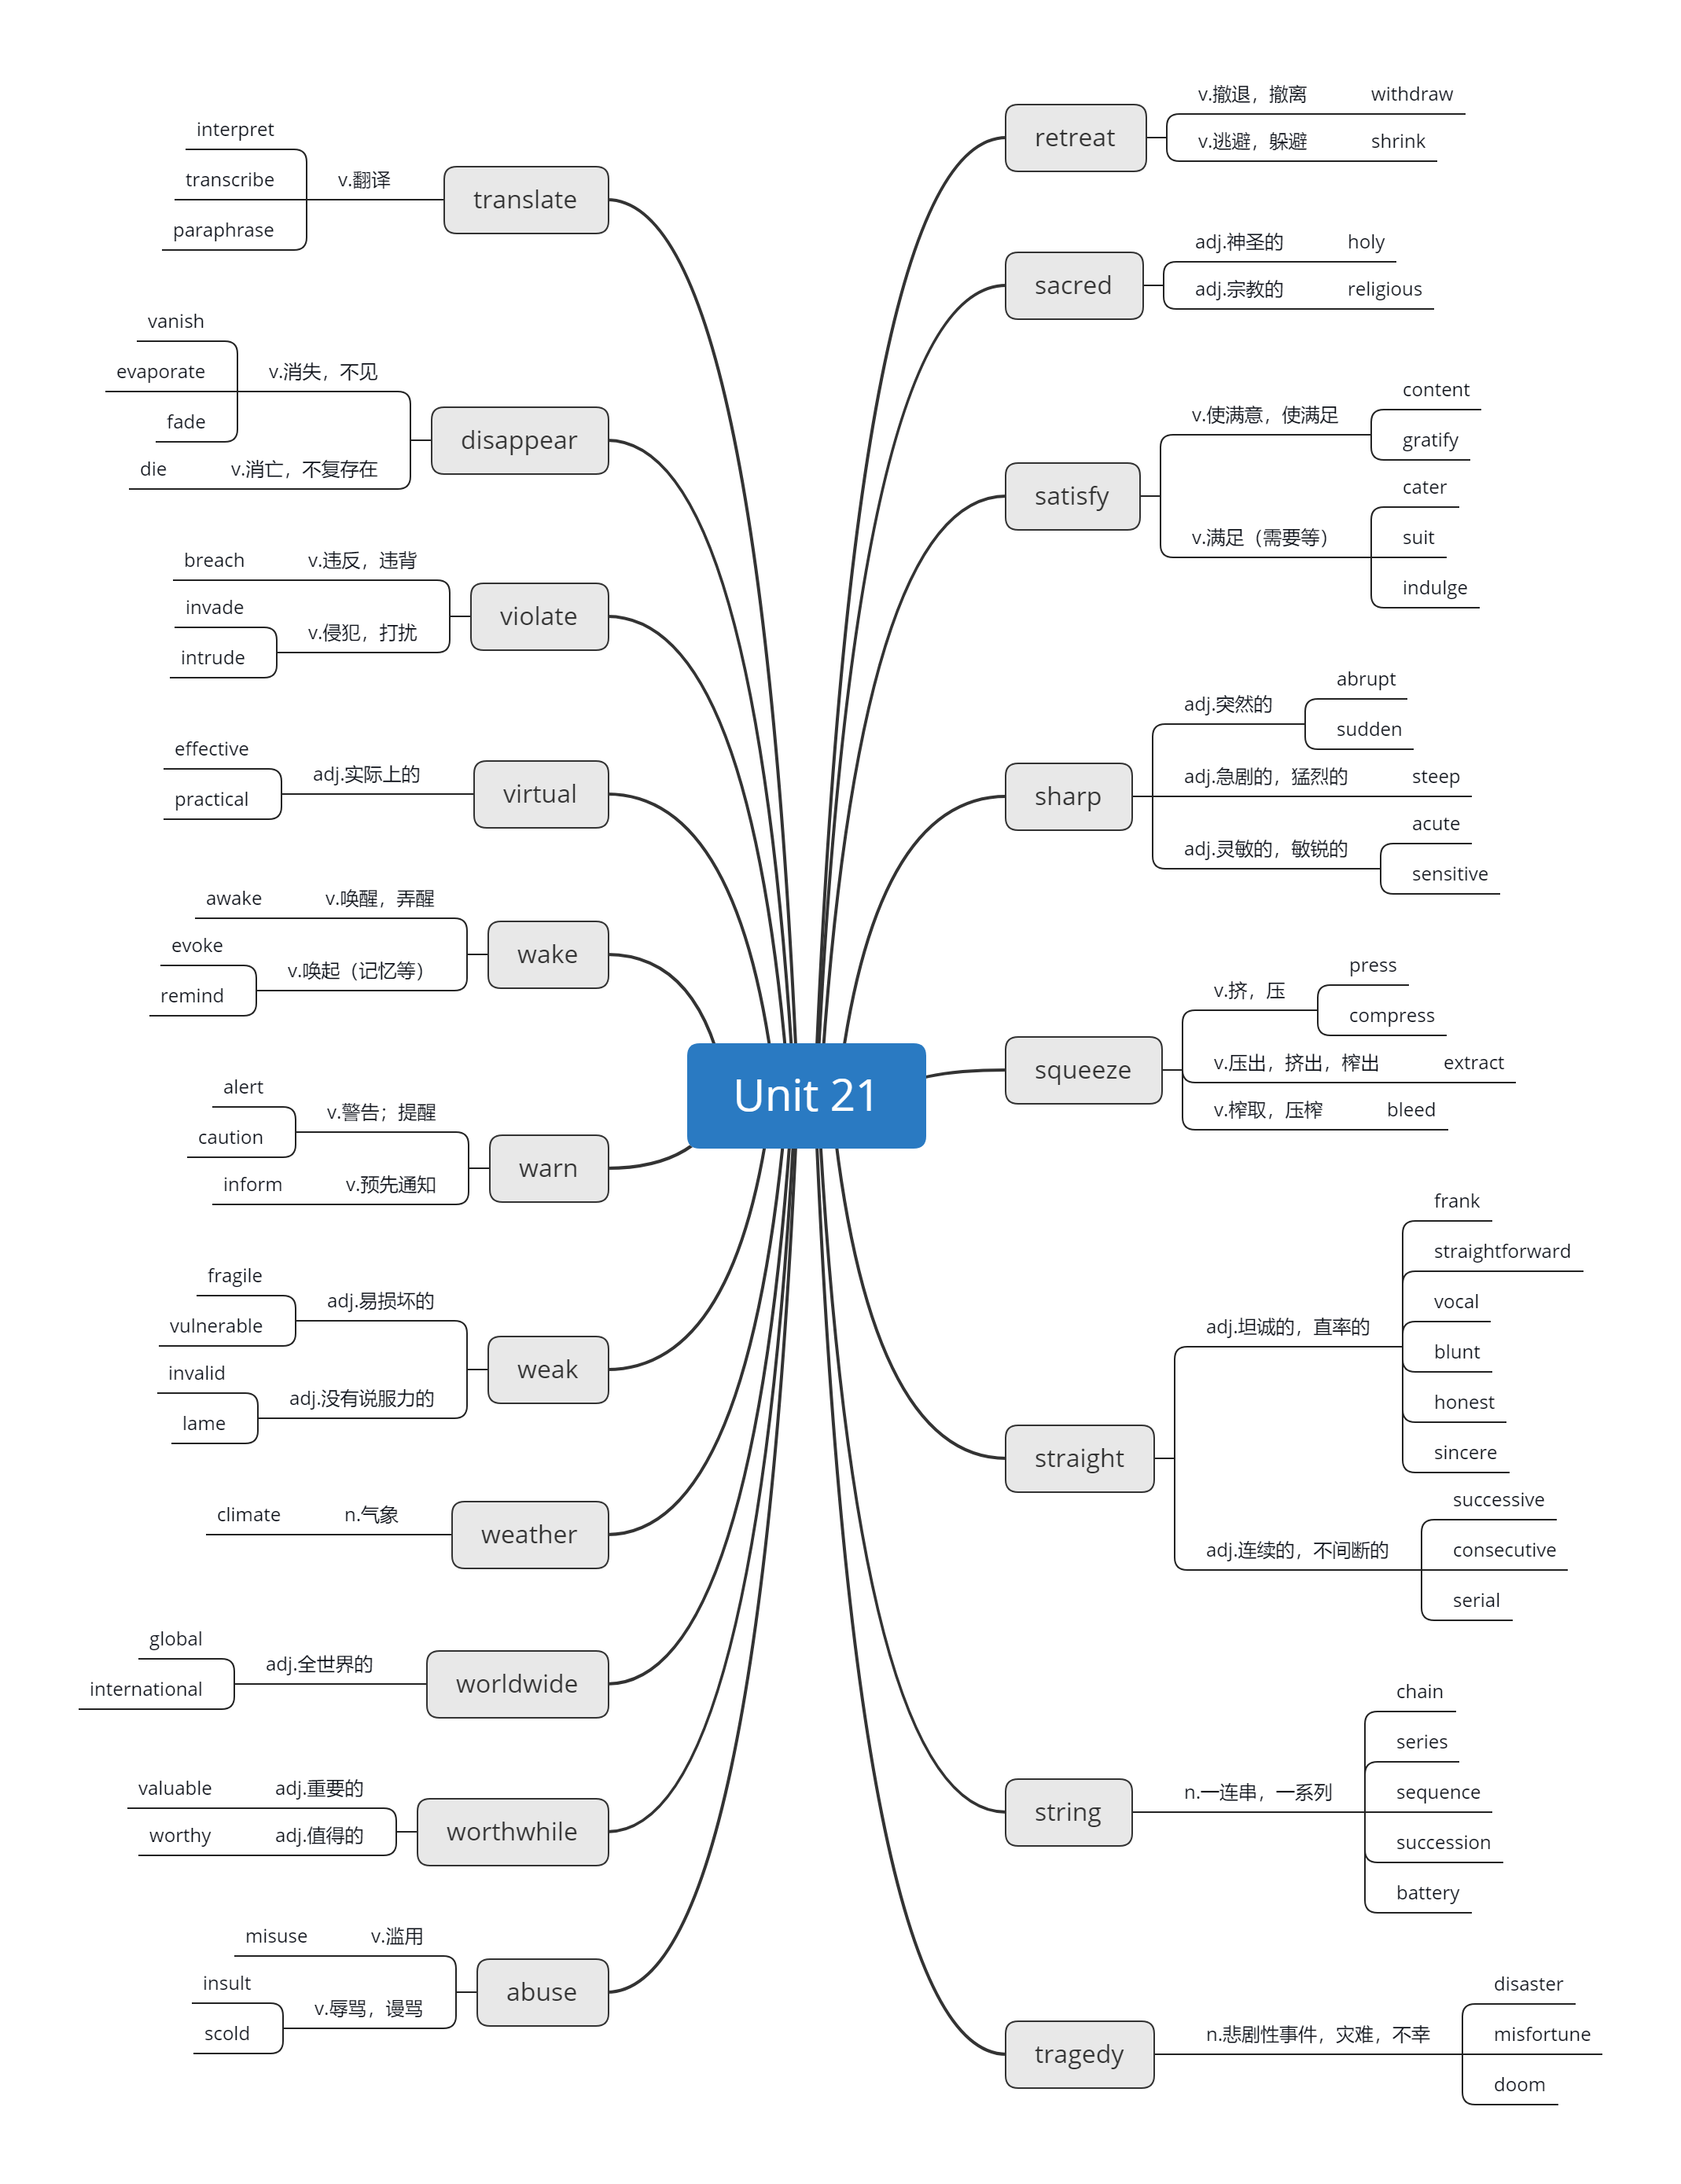 Unit 21
retreat
v.撤退，撤离 withdraw
v.逃避，躲避 shrink
sacred
adj.神圣的 holy
adj.宗教的 religious
satisfy
v.使满意，使满足
content
gratify
v.满足（需要等）
cater
suit
indulge
sharp
adj.突然的
abrupt
sudden
adj.急剧的，猛烈的 steep
adj.灵敏的，敏锐的
acute
sensitive
squeeze
v.挤，压
press
compress
v.压出，挤出，榨出 extract
v.榨取，压榨 bleed
straight
adj.坦诚的，直率的
frank
straightforward
vocal
blunt
honest
sincere
adj.连续的，不间断的
successive
consecutive
serial
string
n.一连串，一系列
chain
series
sequence
succession
battery
tragedy
n.悲剧性事件，灾难，不幸
disaster
misfortune
doom
translate
v.翻译
interpret
transcribe
paraphrase
disappear
v.消失，不见
vanish
evaporate
fade
die v.消亡，不复存在
violate
breach v.违反，违背
v.侵犯，打扰
invade
intrude
virtual
adj.实际上的
effective
practical
wake
awake v.唤醒，弄醒
v.唤起（记忆等）
evoke
remind
warn
v.警告；提醒
alert
caution
inform v.预先通知
weak
adj.易损坏的
fragile
vulnerable
adj.没有说服力的
invalid
lame
weather
climate n.气象
worldwide
adj.全世界的
global
international
worthwhile
valuable adj.重要的
worthy adj.值得的
abuse
misuse v.滥用
v.辱骂，谩骂
insult
scold